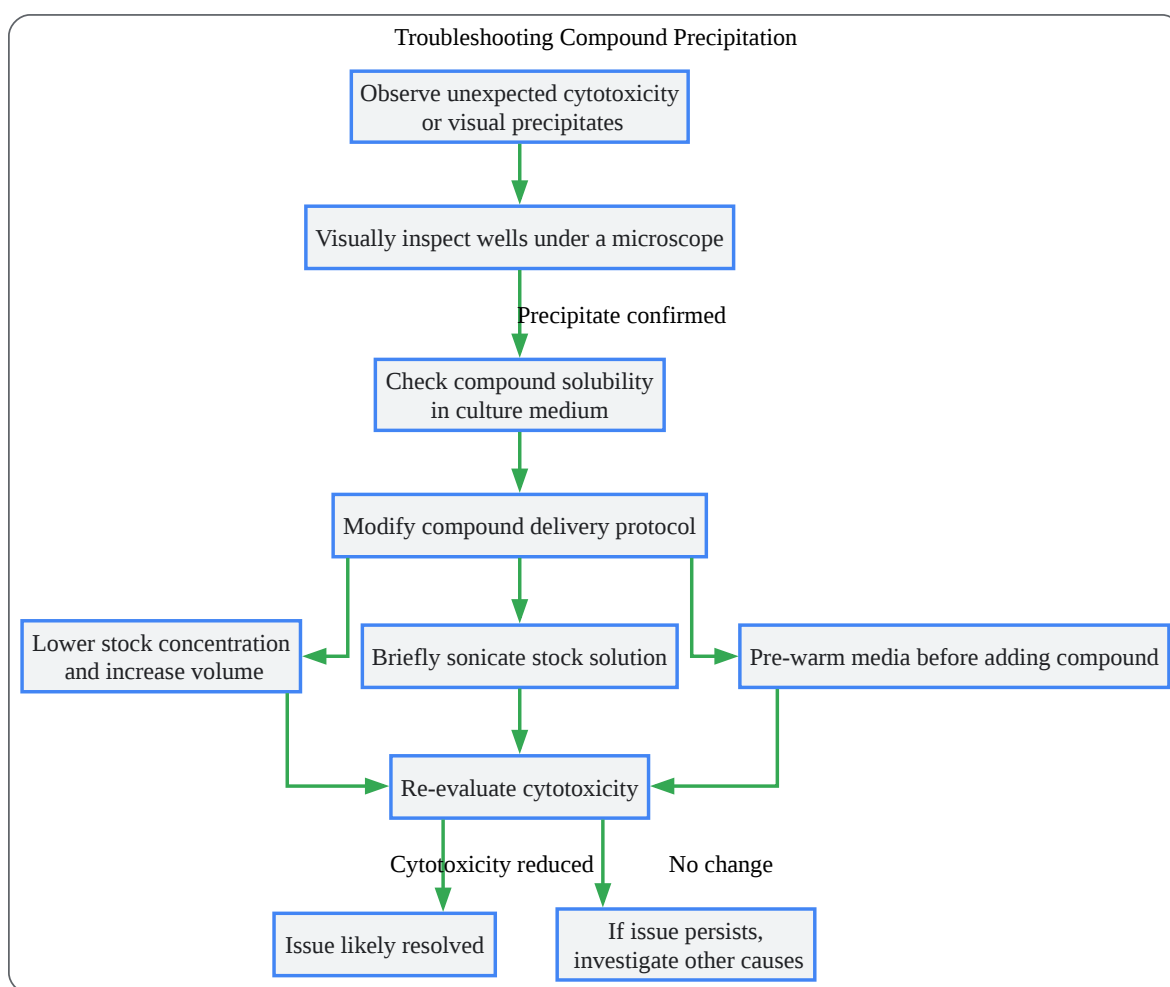 Troubleshooting Compound Precipitation
Observe unexpected cytotoxicity
or visual precipitates
Visually inspect wells under a microscope
Precipitate confirmed
Check compound solubility
in culture medium
Modify compound delivery protocol
Lower stock concentration
and increase volume
Briefly sonicate stock solution
Pre-warm media before adding compound
Re-evaluate cytotoxicity
Cytotoxicity reduced
No change
Issue likely resolved
If issue persists,
investigate other causes